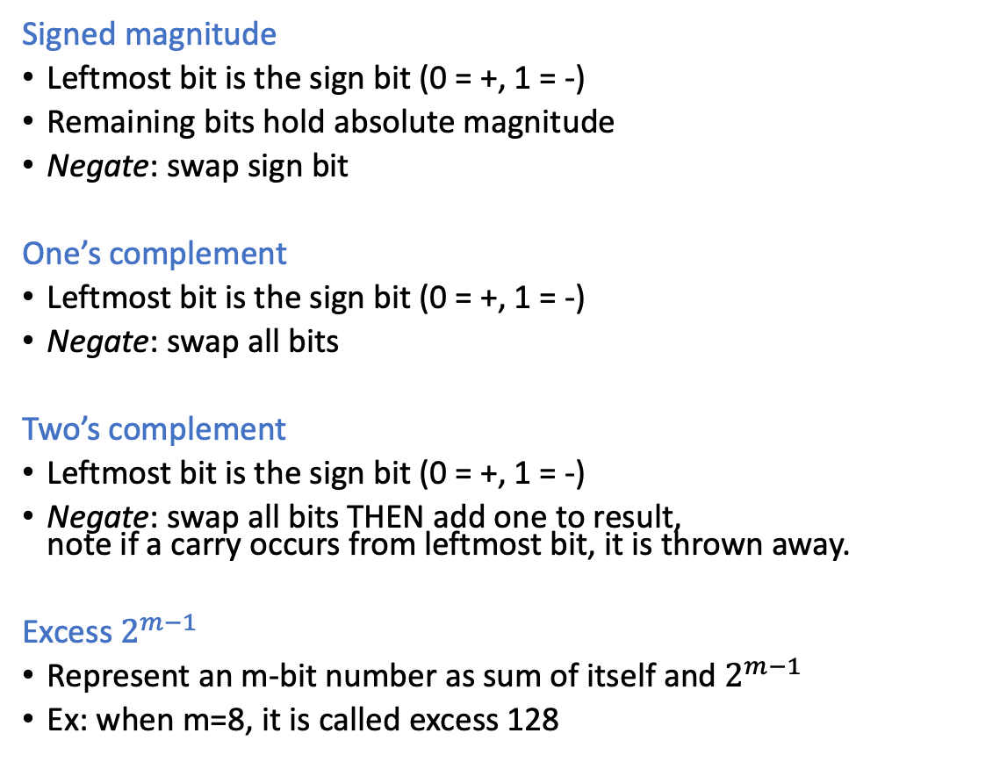 Signed magnitude
• Leftmost bit is the sign bit (0 = +, 1 = -)
• Remaining bits hold absolute magnitude
• Negate: swap sign bit
One’s complement
• Leftmost bit is the sign bit (0 = +, 1 = -)
• Negate: swap all bits
Two’s complement
• Leftmost bit is the sign bit (0 = +, 1 = -)
• Negate: swap all bits THEN add one to result,
note if a carry occurs from leftmost bit, it is thrown away.
Excess 2^{m−1}
• Represent an m-bit number as sum of itself and 2^{m−1}
• Ex: when m=8, it is called excess 128